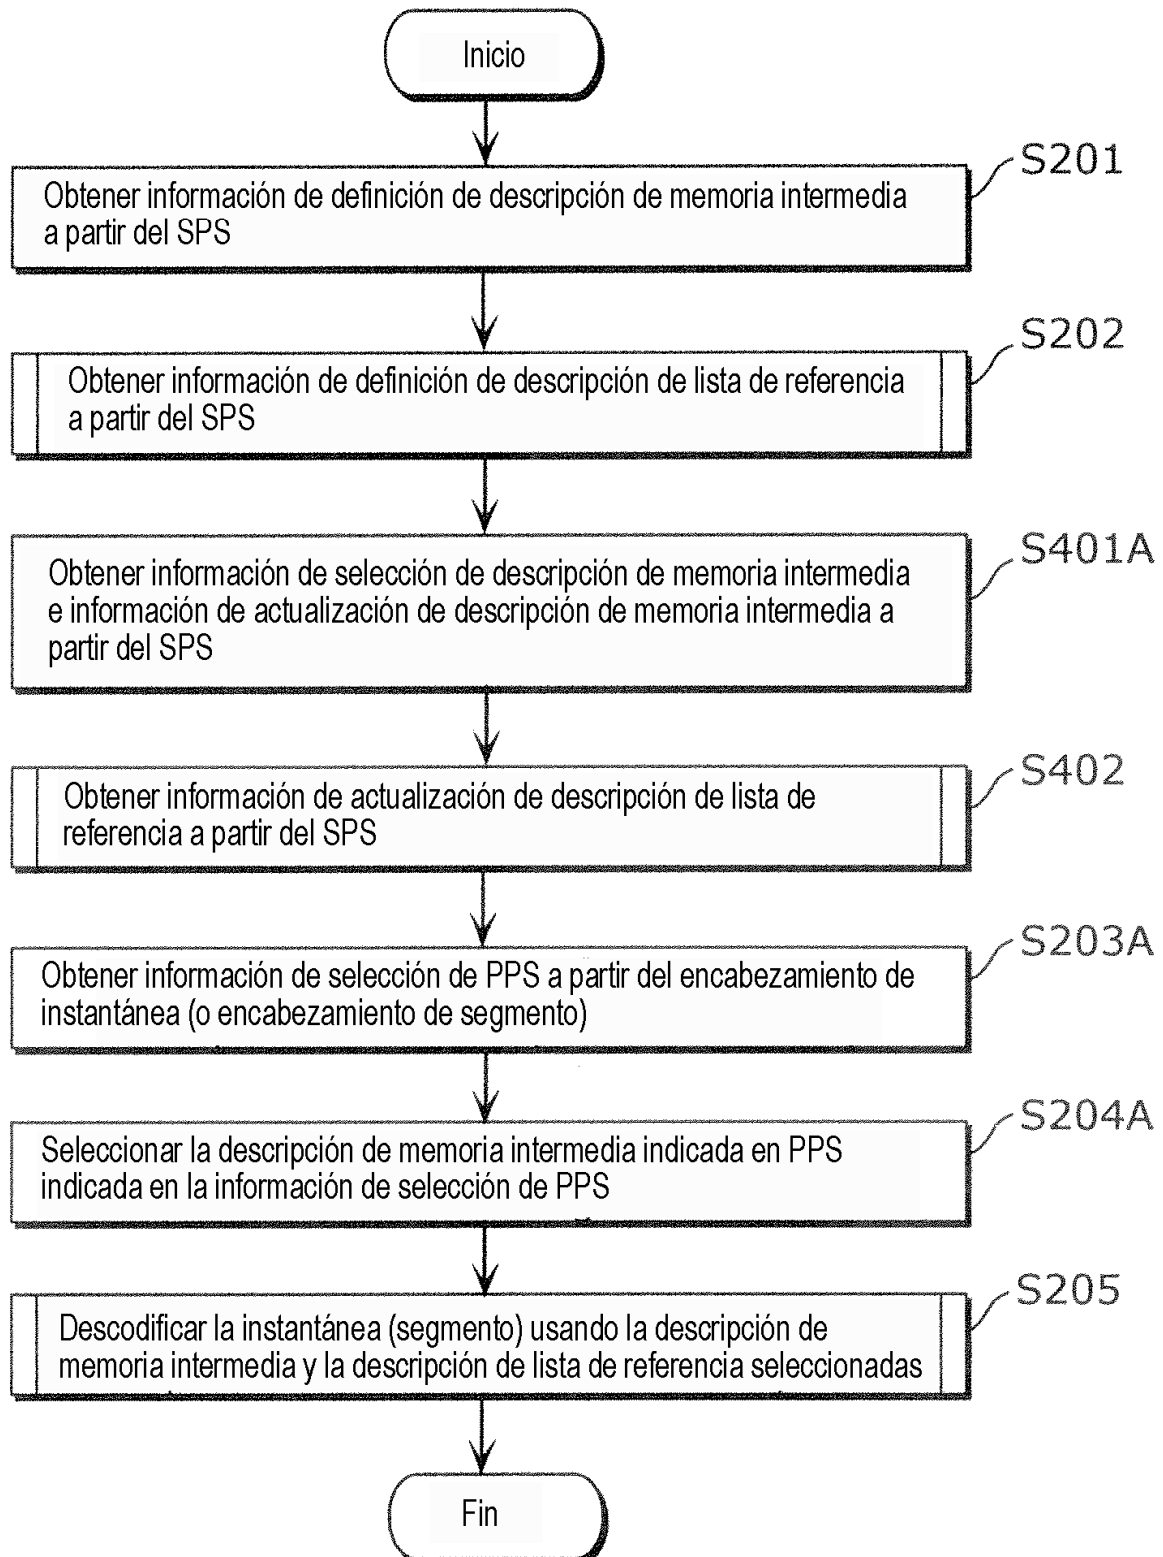 Inicio
S201
Obtener información de definición de descripción de memoria intermedia
a partir del SPS
S202
Obtener información de definición de descripción de lista de referencia
a partir del SPS
S401A
Obtener información de selección de descripción de memoria intermedia
e información de actualización de descripción de memoria intermedia a
partir del SPS
S402
Obtener información de actualización de descripción de lista de
referencia a partir del SPS
S203A
Obtener información de selección de PPS a partir del encabezamiento de
instantánea (o encabezamiento de segmento)
S204A
Seleccionar la descripción de memoria intermedia indicada en PPS
indicada en la información de selección de PPS
S205
Descodificar la instantánea (segmento) usando la descripción de
memoria intermedia y la descripción de lista de referencia seleccionadas
Fin